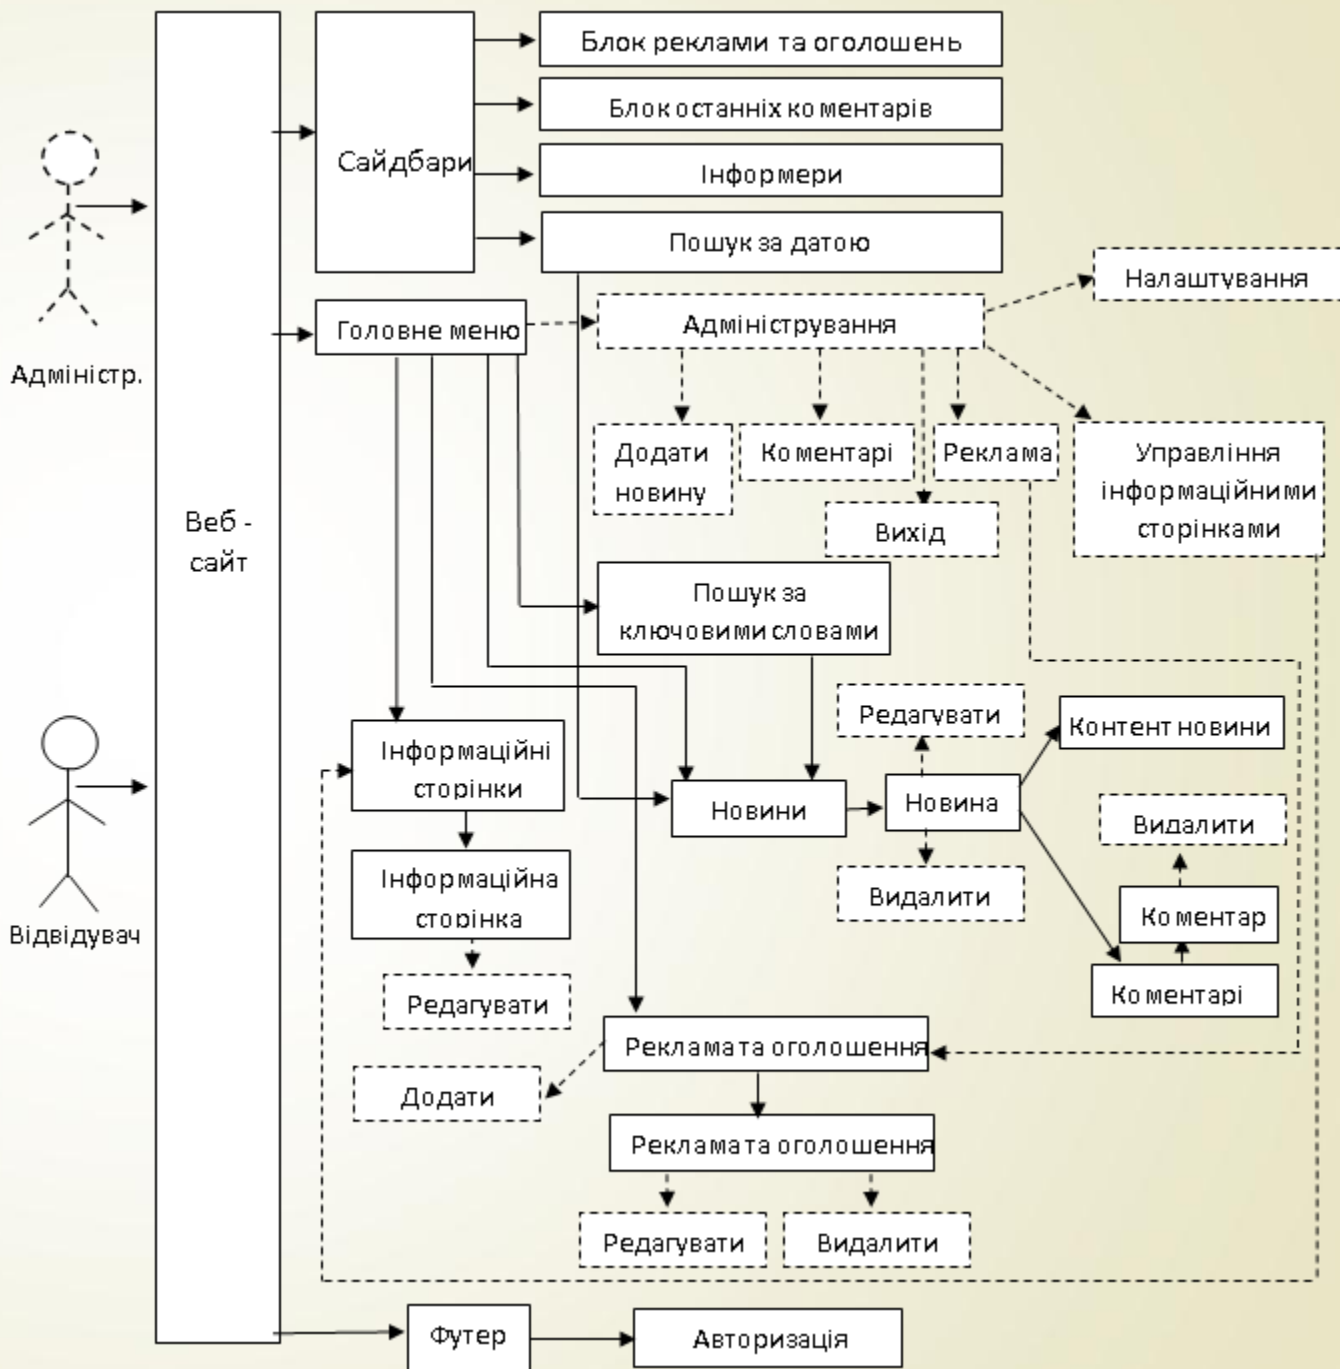 Блок реклами та оголошень
Блок останніх коментарів
Сайдбари
Інформери
Пошук за датою
Налаштування
Головне меню
Адміністрування
Адміністр.
Додати
новину
Коментарі
Реклама
Управління
інформаційними
сторінками
Веб -
сайт
Вихід
Пошук за
ключовими словами
Редагувати
Контент новини
Інформаційні
сторінки
Новини
Новина
Видалити
Інформаційна
сторінка
Видалити
Коментар
Відвідувач
Редагувати
Коментарі
Реклама та оголошення
Додати
Реклама та оголошення
Редагувати
Видалити
Футер
Авторизація